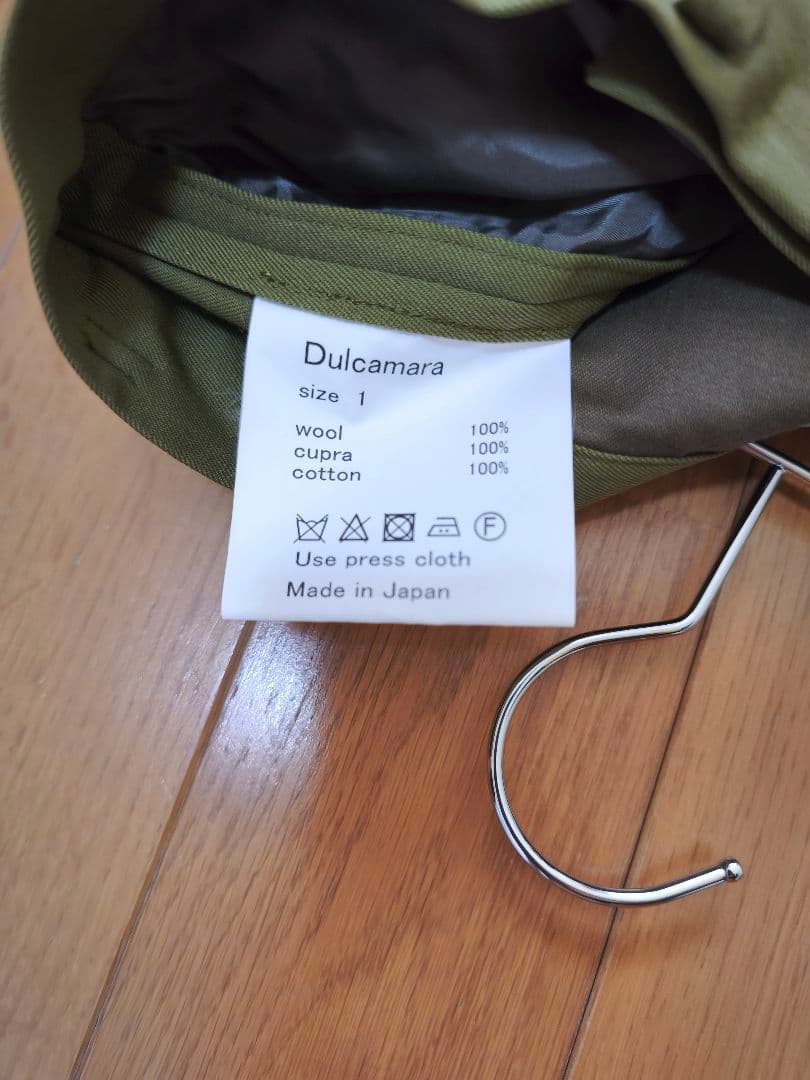 Dulcamara
size 1
wool 100%
cupra 100%
cotton 100%
F
Use press cloth
Made in Japan